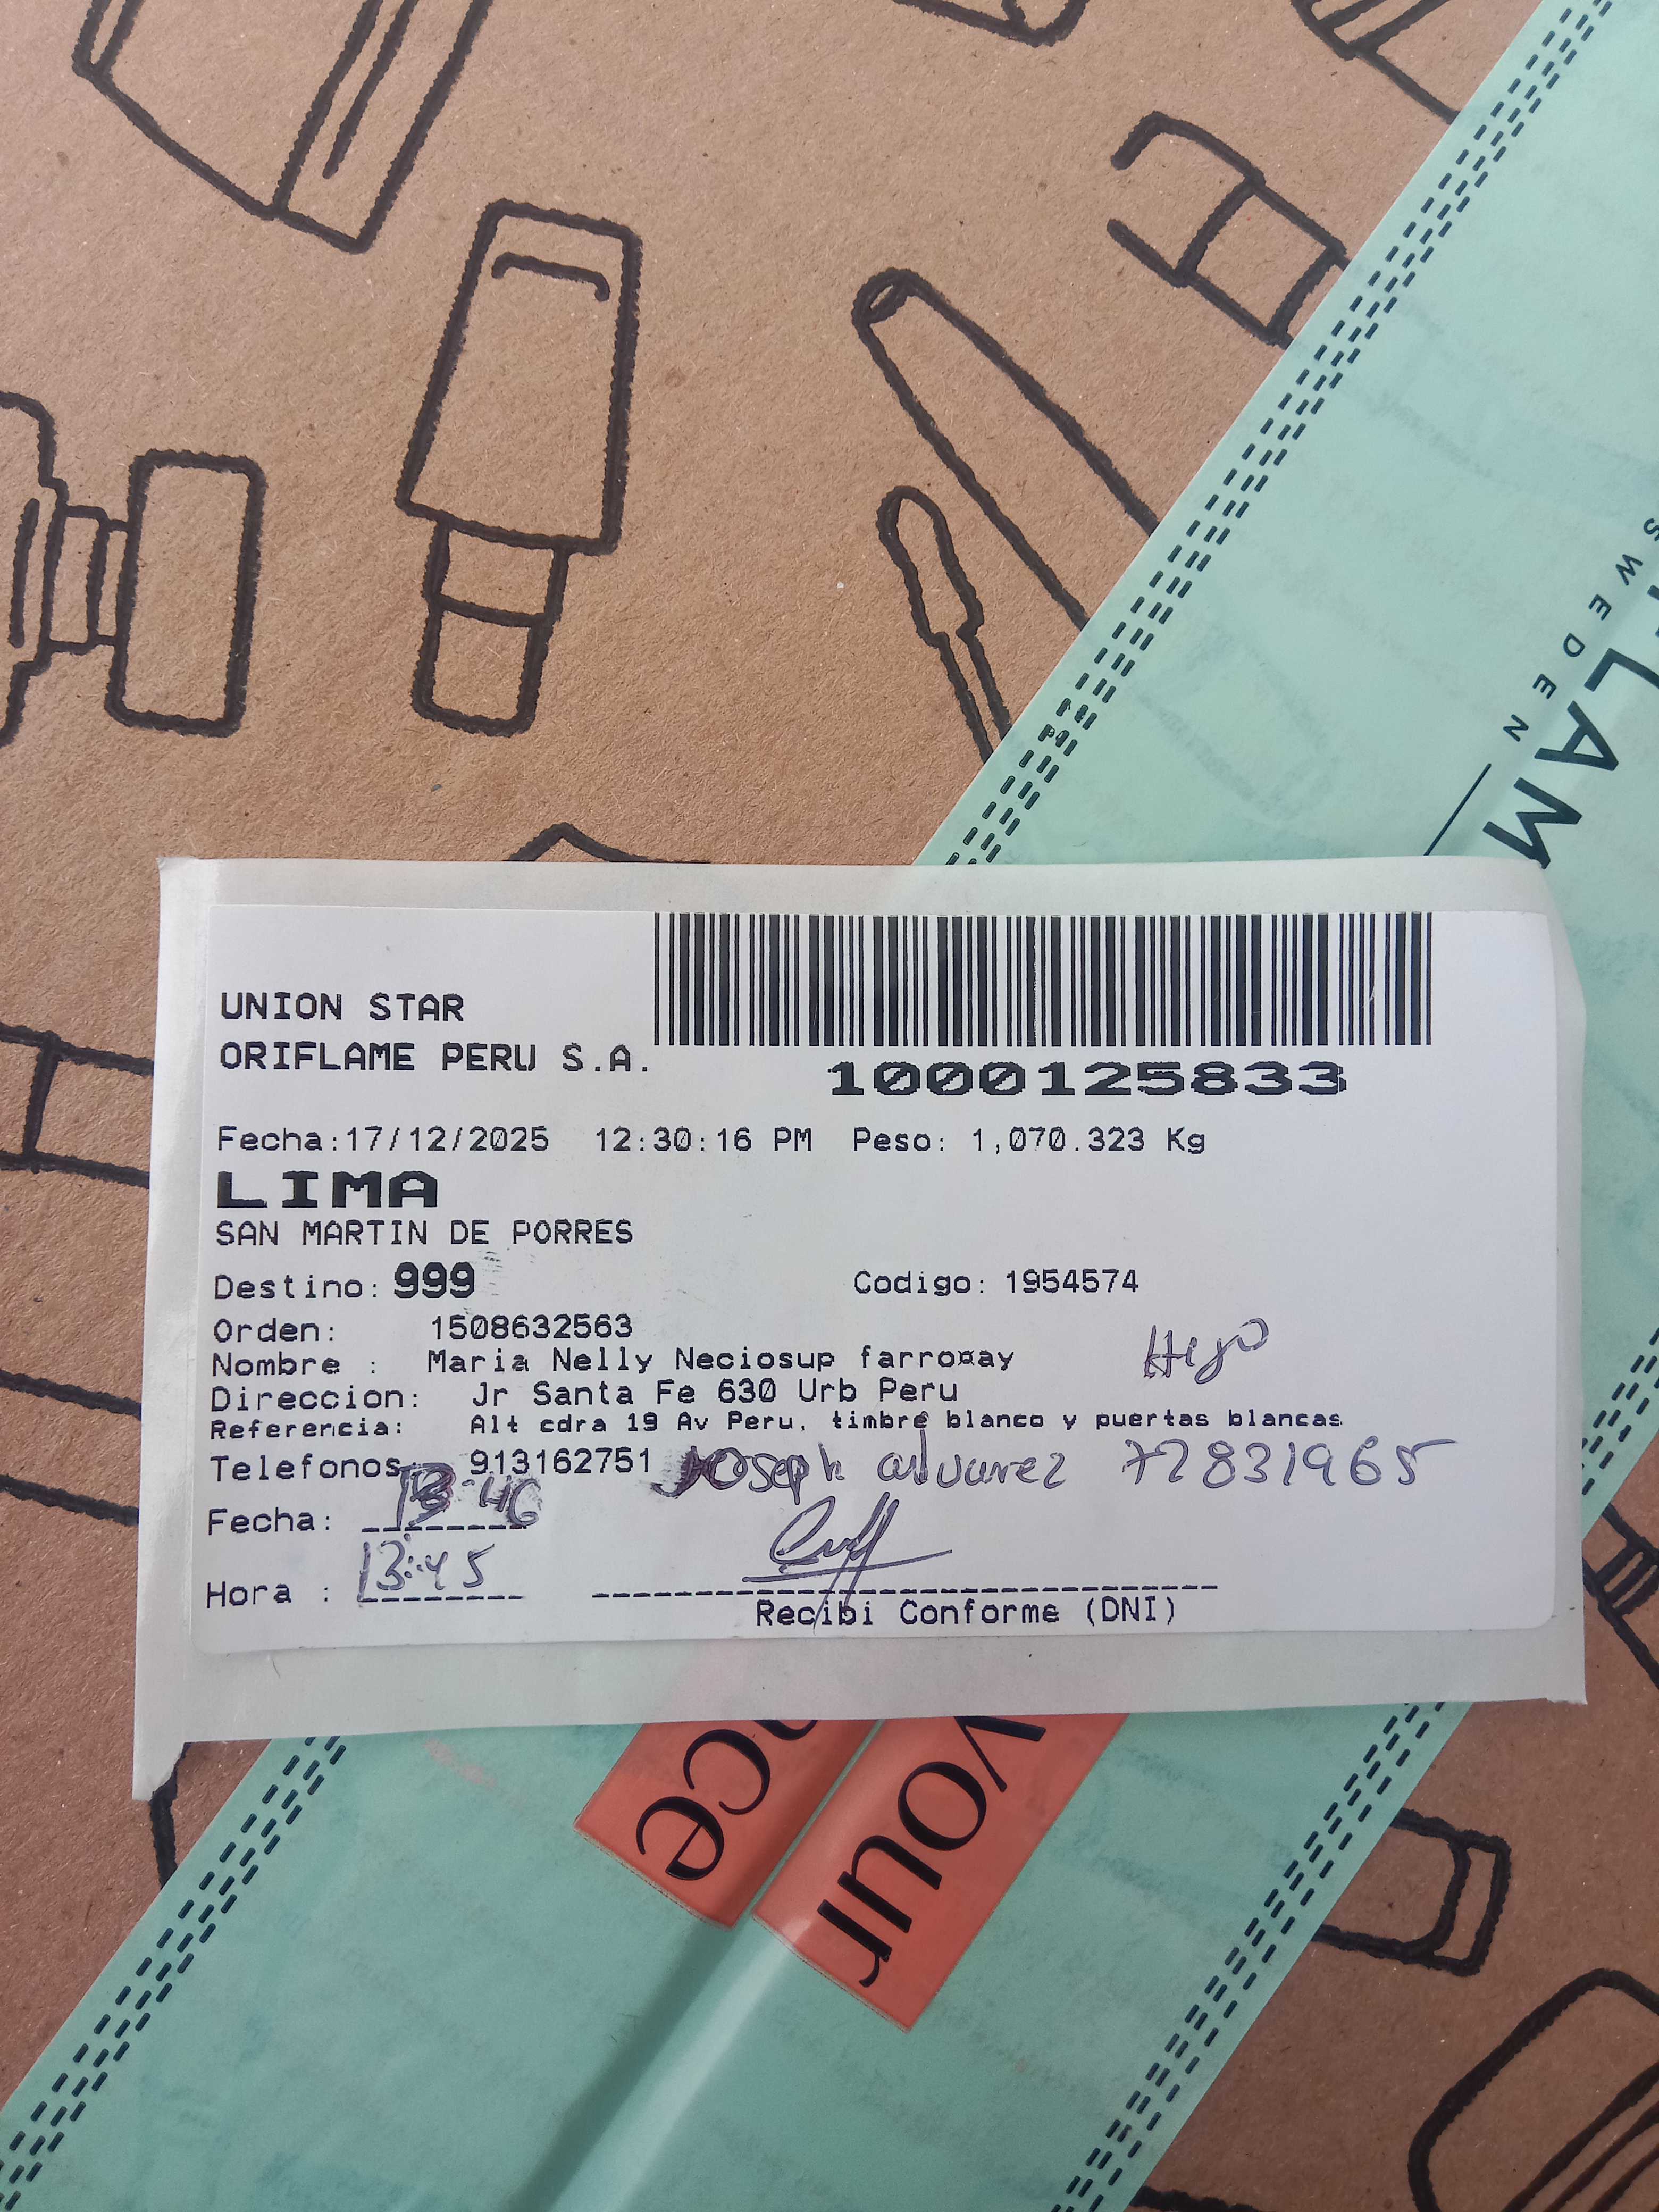 LAM
SWEDEN
UNION STAR
ORIFLAME PERU S.A.
1000125833
Fecha:17/12/2025 12:30:16 PM Peso: 1,070.323 Kg
LIMA
SAN MARTIN DE PORRES
Destino: 999 Codigo: 1954574
Orden: 1508632563
Nombre : Maria Nelly Neciosup farroñay
Hijo
Direccion: Jr Santa Fe 630 Urb Peru
Referencia: Alt cdra 19 Av Peru, timbre blanco y puertas blancas
Telefonos: 913162751 Joseph alvarez 72831965
Fecha:
Hora : 13:45
Recibi Conforme (DNI)
your
nce